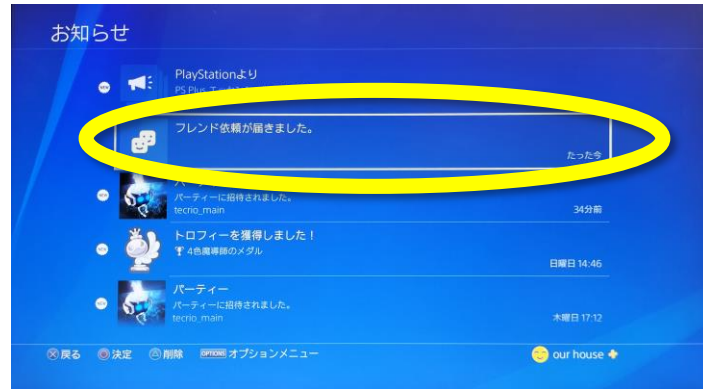 お知らせ
PlayStationより
PS Plus
フレンド依頼が届きました。
たった今
パーティーに招待されました。
tecrio_main
34分前
トロフィーを獲得しました！
4色魔導師のメダル
日曜日 14:46
パーティー
パーティーに招待されました。
tecrio_main
木曜日 17:12
戻る 決定 削除 OPTIONS オプションメニュー
our house